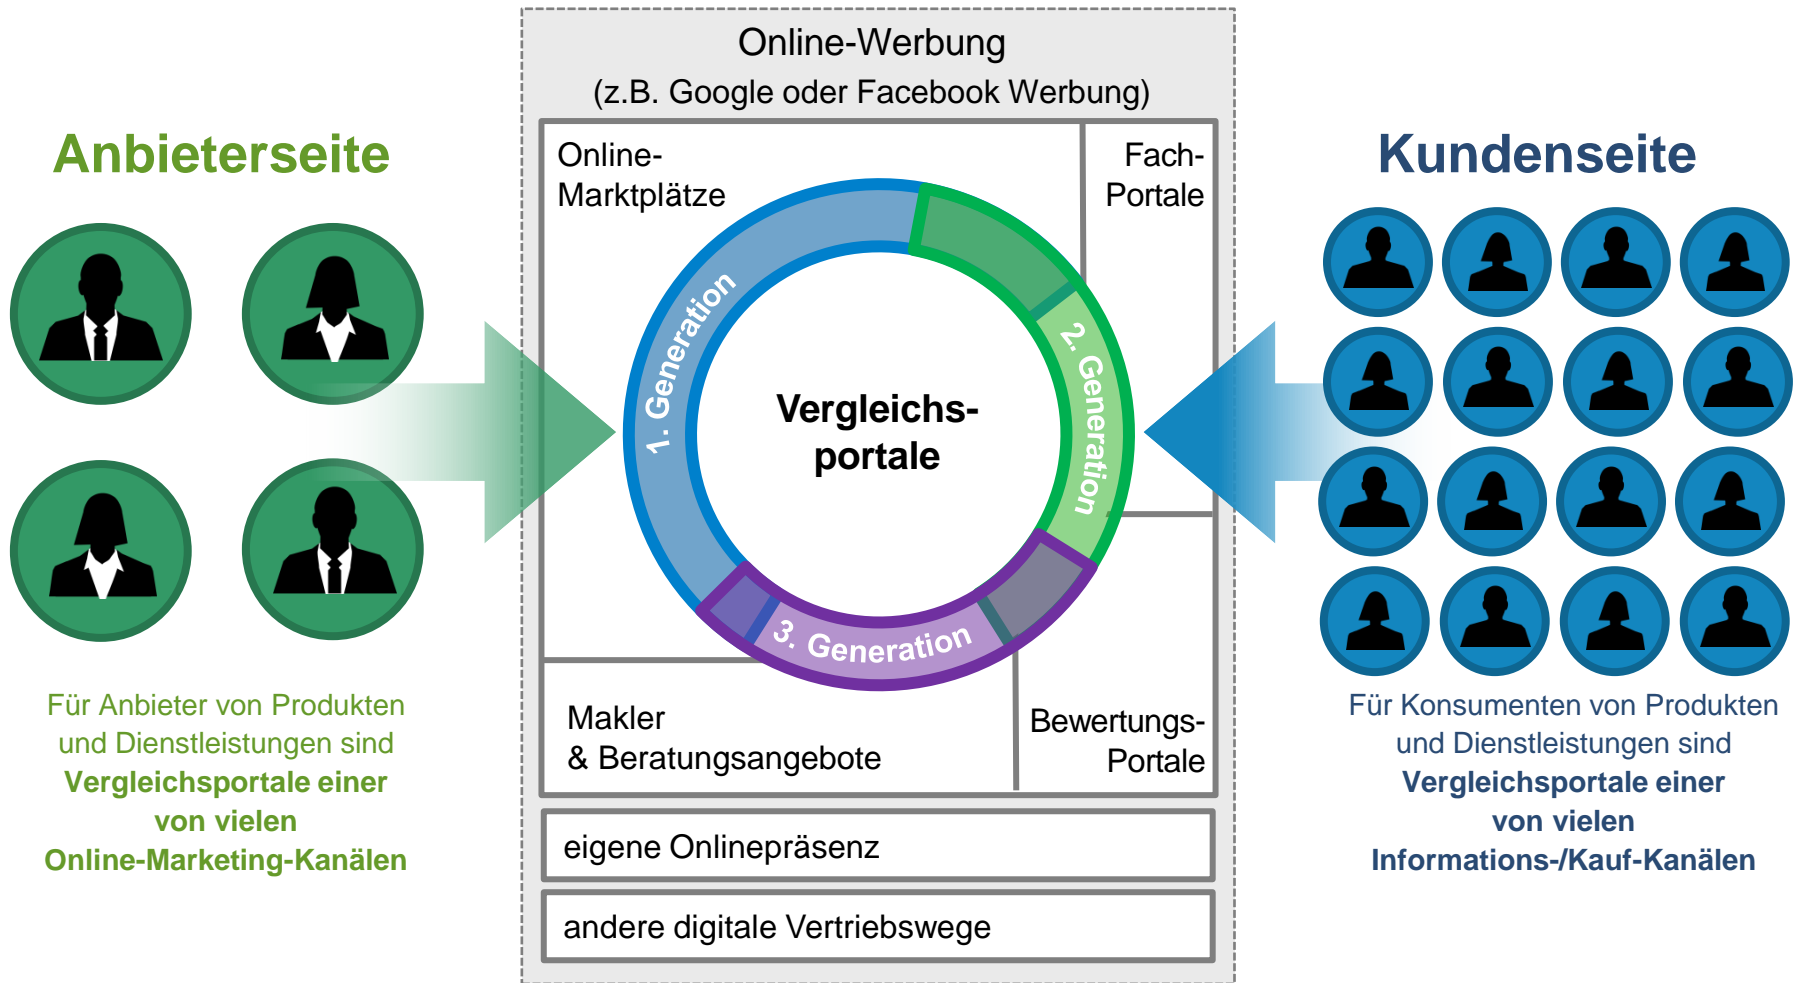 Online-Werbung
(z.B. Google oder Facebook Werbung)
Anbieterseite
Für Anbieter von Produkten
und Dienstleistungen sind
Vergleichsportale einer
von vielen
Online-Marketing-Kanälen
Online-
Marktplätze
Fach-
Portale
1. Generation
2. Generation
3. Generation
Vergleichs-
portale
Makler
& Beratungsangebote
Bewertungs-
Portale
eigene Onlinepräsenz
andere digitale Vertriebswege
Kundenseite
Für Konsumenten von Produkten
und Dienstleistungen sind
Vergleichsportale einer
von vielen
Informations-/Kauf-Kanälen